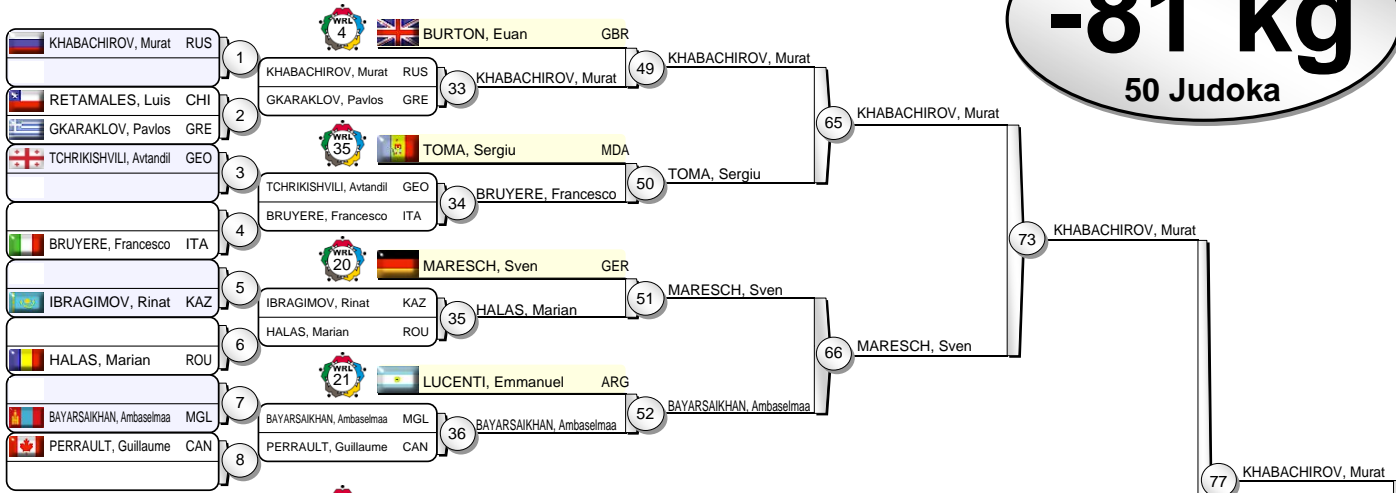 -81 kg
50 Judoka
KHABACHIROV, Murat RUS
1
RETAMALES, Luis CHI
2
GKARAKLOV, Pavlos GRE
TCHRIKISHVILI, Avtandil GEO
3
4
BRUYERE, Francesco ITA
5
IBRAGIMOV, Rinat KAZ
6
HALAS, Marian ROU
7
BAYARSAIKHAN, Ambaselmaa MGL
PERRAULT, Guillaume CAN
8
WRL
4
BURTON, Euan GBR
KHABACHIROV, Murat RUS
33
GKARAKLOV, Pavlos GRE
KHABACHIROV, Murat
WRL
35
TOMA, Sergiu MDA
TCHRIKISHVILI, Avtandil GEO
34
BRUYERE, Francesco ITA
BRUYERE, Francesco
WRL
20
MARESCH, Sven GER
IBRAGIMOV, Rinat KAZ
35
HALAS, Marian ROU
HALAS, Marian
WRL
21
LUCENTI, Emmanuel ARG
BAYARSAIKHAN, Ambaselmaa MGL
36
PERRAULT, Guillaume CAN
BAYARSAIKHAN, Ambaselmaa
49
KHABACHIROV, Murat
50
TOMA, Sergiu
51
MARESCH, Sven
52
BAYARSAIKHAN, Ambaselmaa
65
KHABACHIROV, Murat
66
MARESCH, Sven
73
KHABACHIROV, Murat
77
KHABACHIROV, Murat